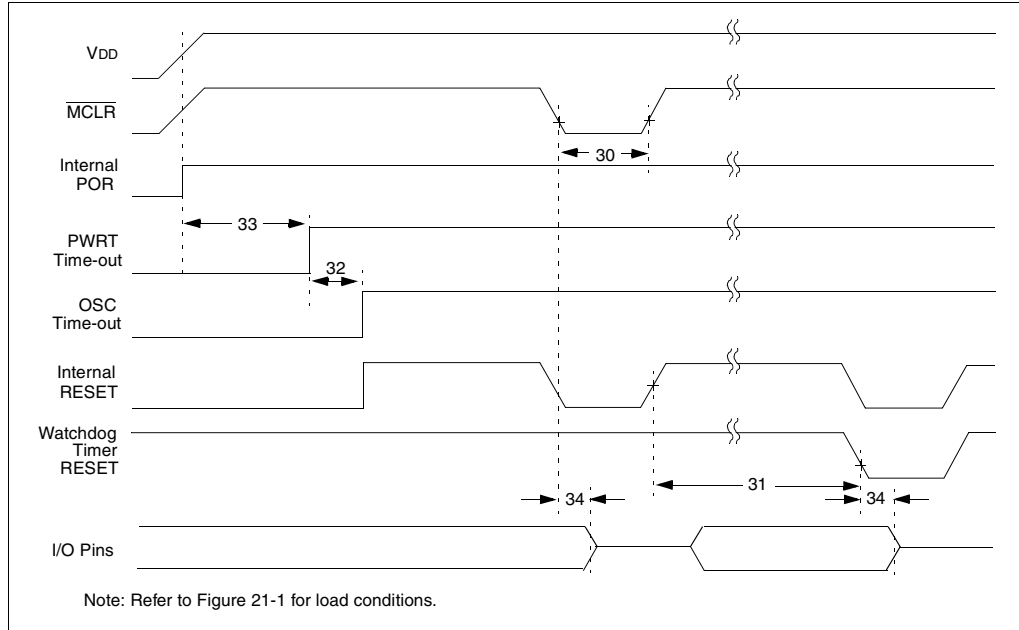 VDD
MCLR
30
Internal
POR
33
PWRT
Time-out
32
OSC
Time-out
Internal
RESET
Watchdog
Timer
RESET
31
34
34
I/O Pins
Note: Refer to Figure 21-1 for load conditions.